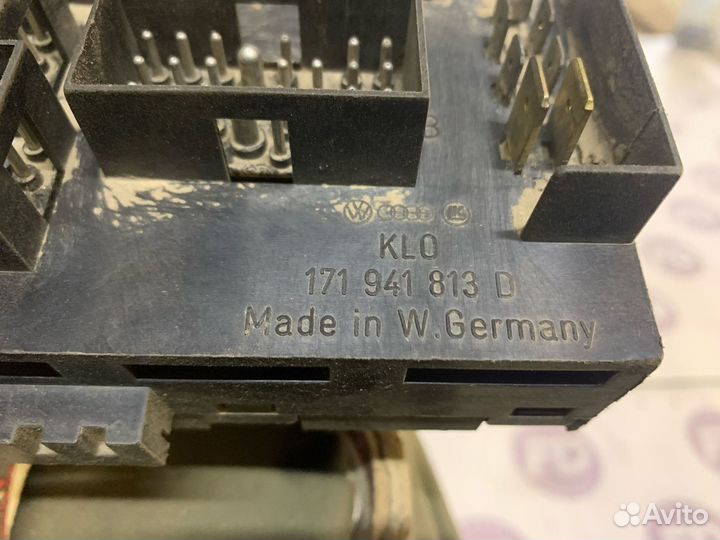 B
KLO
171 941 813 D
Made in W. Germany
Avito